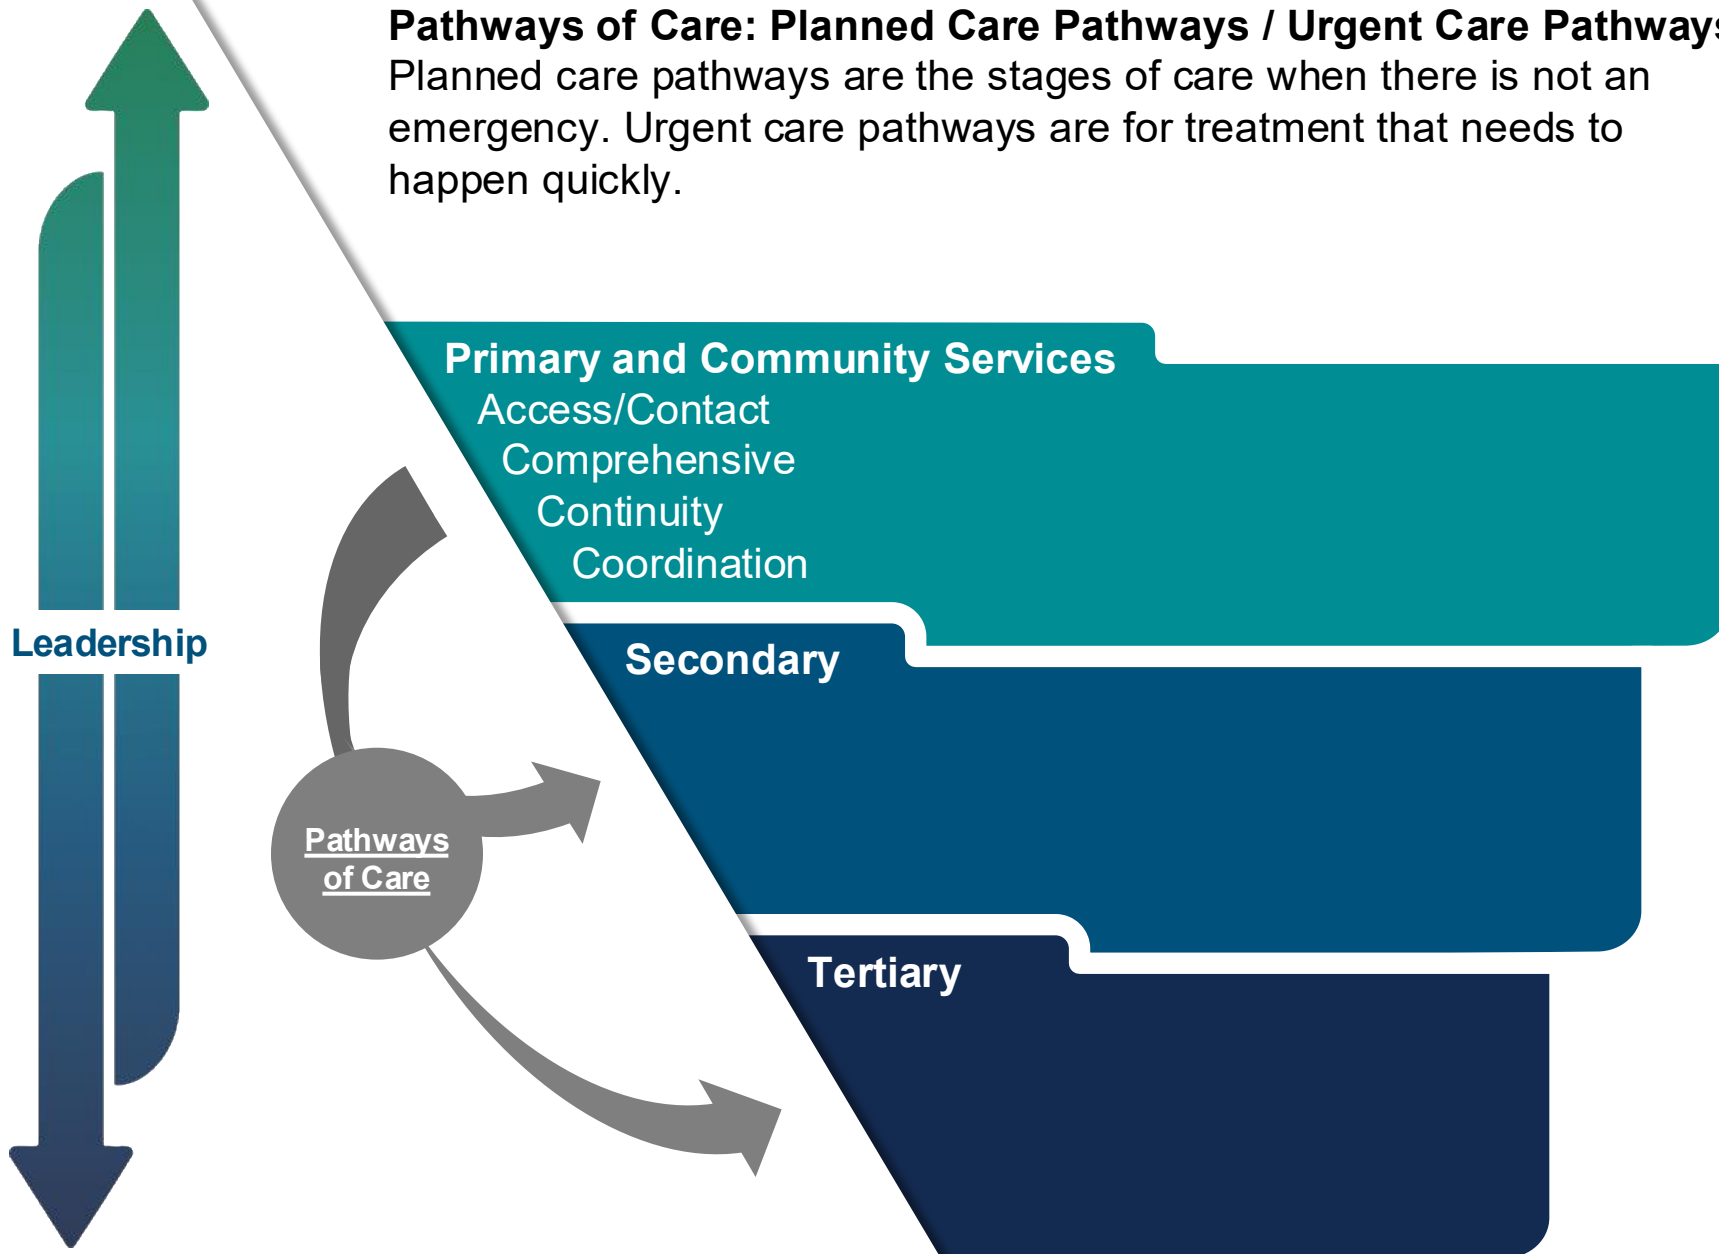 Pathways of Care: Planned Care Pathways / Urgent Care Pathways
Planned care pathways are the stages of care when there is not an
emergency. Urgent care pathways are for treatment that needs to
happen quickly.
Primary and Community Services
Access/Contact
Comprehensive
Continuity
Coordination
Leadership
Secondary
Pathways
of Care
Tertiary